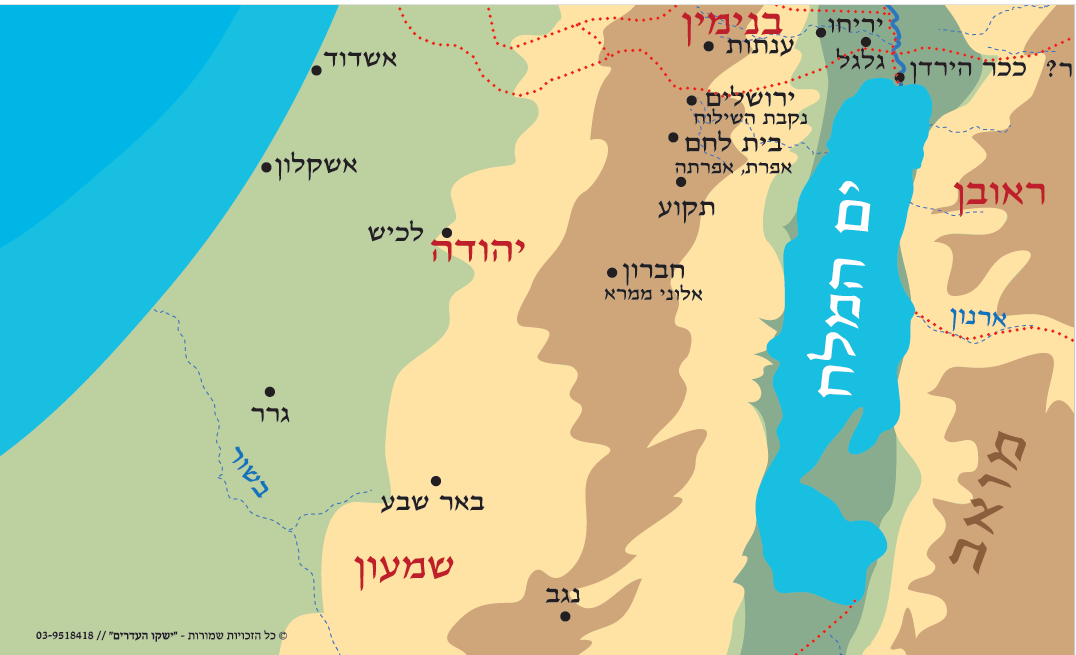 בנימין
יריחו
ענתות
גלגל
אשדוד
ככר הירדן
ר?
ירושלים
נקבת השילוח
בית לחם
אפרת, אפרתה
אשקלון
תקוע
ראובן
ים המלח
לכיש
יהודה
חברון
אלוני ממרא
ארנון
גרר
בשור
באר שבע
מואב
שמעון
נגב
© כל הזכויות שמורות - "ישקו העדרים" // 03-9518418